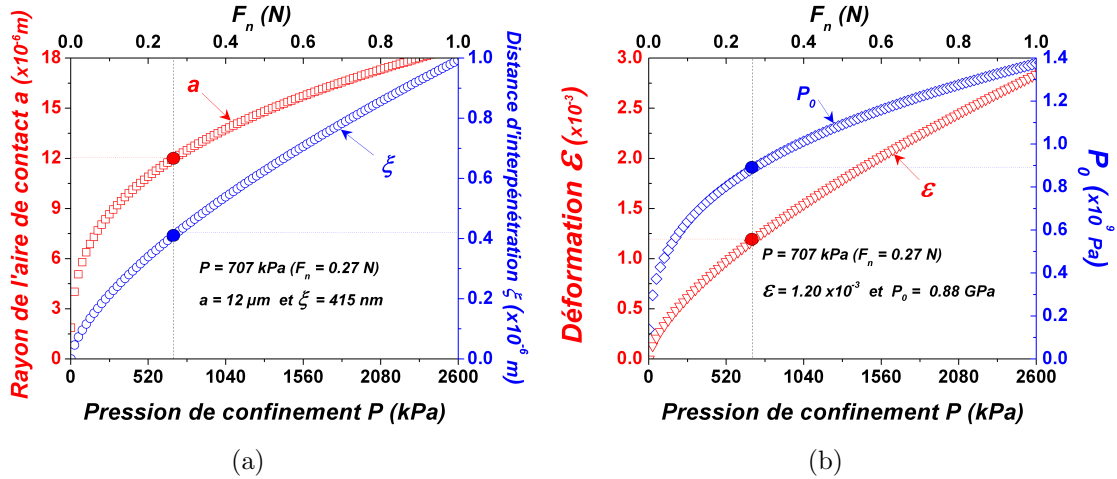 F_n (N)
0.0 0.2 0.4 0.6 0.8 1.0
Rayon de l'aire de contact a (x10⁻⁶ m)
18
15
12
9
6
3
0
a
ξ
P = 707 kPa (F_n = 0.27 N)
a = 12 µm et ξ = 415 nm
1.0
0.8
0.6
0.4
0.2
0.0
Distance d'interpénétration ξ (x10⁻⁶ m)
0 520 1040 1560 2080 2600
Pression de confinement P (kPa)
(a)
F_n (N)
0.0 0.2 0.4 0.6 0.8 1.0
Déformation ε (x10⁻³)
3.0
2.5
2.0
1.5
1.0
0.5
0.0
P₀
ε
P = 707 kPa (F_n = 0.27 N)
ε = 1.20 x10⁻³ et P₀ = 0.88 GPa
1.4
1.2
1.0
0.8
0.6
0.4
0.2
0.0
P₀ (x10⁹ Pa)
0 520 1040 1560 2080 2600
Pression de confinement P (kPa)
(b)